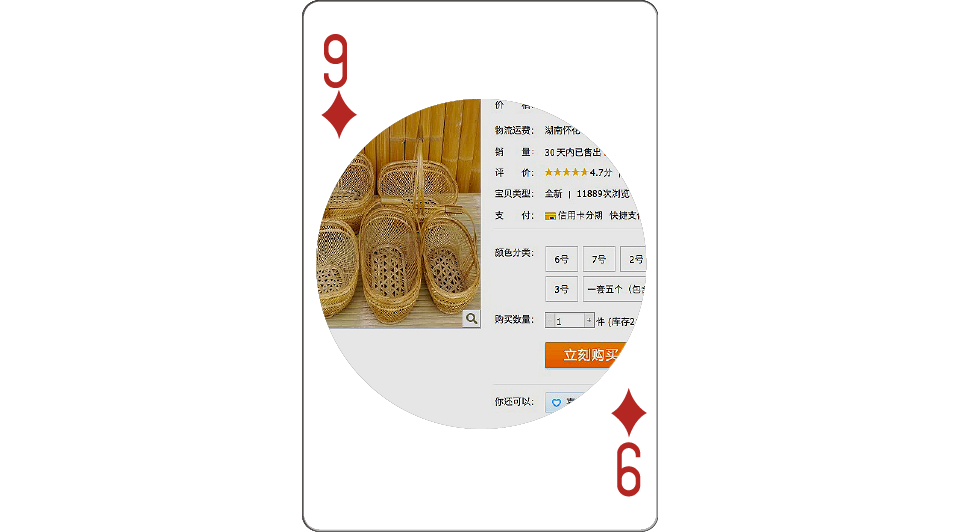 9
价
物流运费： 湖南怀化
销 量： 30天内已售出
评 价： 4.7分
宝贝类型： 全新 | 11889次浏览
支 付： 信用卡分期 快捷支付
颜色分类： 6号 7号 2号
3号 一套五个（包
购买数量： 1 + 件 (库存2
立刻购买
你还可以：
9